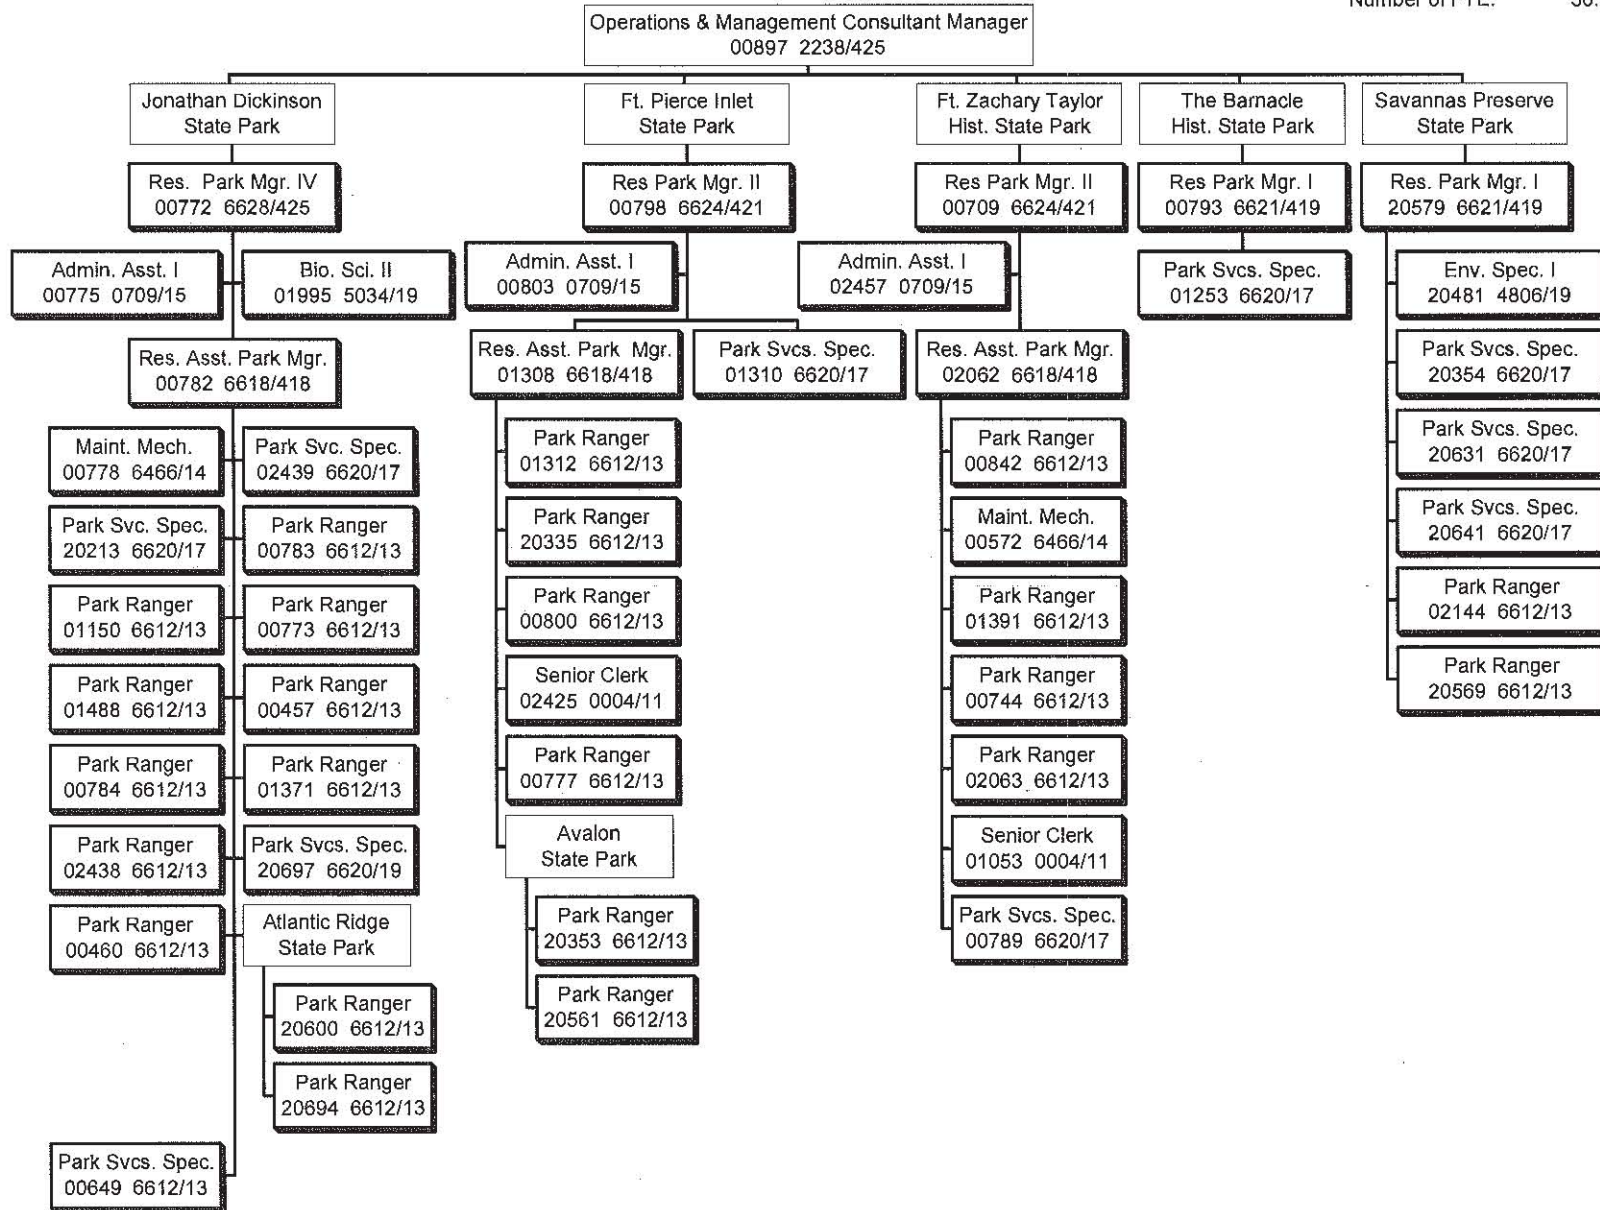 Number of FTE:
Operations & Management Consultant Manager
00897 2238/425
Jonathan Dickinson
State Park
Res. Park Mgr. IV
00772 6628/425
Admin. Asst. I
00775 0709/15
Bio. Sci. II
01995 5034/19
Res. Asst. Park Mgr.
00782 6618/418
Maint. Mech.
00778 6466/14
Park Svc. Spec.
02439 6620/17
Park Svc. Spec.
20213 6620/17
Park Ranger
00783 6612/13
Park Ranger
01150 6612/13
Park Ranger
00773 6612/13
Park Ranger
01488 6612/13
Park Ranger
00457 6612/13
Park Ranger
00784 6612/13
Park Ranger
01371 6612/13
Park Ranger
02438 6612/13
Park Svcs. Spec.
20697 6620/19
Park Ranger
00460 6612/13
Atlantic Ridge
State Park
Park Ranger
20600 6612/13
Park Ranger
20694 6612/13
Park Svcs. Spec.
00649 6612/13
Ft. Pierce Inlet
State Park
Res Park Mgr. II
00798 6624/421
Admin. Asst. I
00803 0709/15
Res. Asst. Park Mgr.
01308 6618/418
Park Svcs. Spec.
01310 6620/17
Park Ranger
01312 6612/13
Park Ranger
20335 6612/13
Park Ranger
00800 6612/13
Senior Clerk
02425 0004/11
Park Ranger
00777 6612/13
Avalon
State Park
Park Ranger
20353 6612/13
Park Ranger
20561 6612/13
Ft. Zachary Taylor
Hist. State Park
Res Park Mgr. II
00709 6624/421
Admin. Asst. I
02457 0709/15
Res. Asst. Park Mgr.
02062 6618/418
Park Ranger
00842 6612/13
Maint. Mech.
00572 6466/14
Park Ranger
01391 6612/13
Park Ranger
00744 6612/13
Park Ranger
02063 6612/13
Senior Clerk
01053 0004/11
Park Svcs. Spec.
00789 6620/17
The Barnacle
Hist. State Park
Res Park Mgr. I
00793 6621/419
Park Svcs. Spec.
01253 6620/17
Savannas Preserve
State Park
Res. Park Mgr. I
20579 6621/419
Env. Spec. I
20481 4806/19
Park Svcs. Spec.
20354 6620/17
Park Svcs. Spec.
20631 6620/17
Park Svcs. Spec.
20641 6620/17
Park Ranger
02144 6612/13
Park Ranger
20569 6612/13